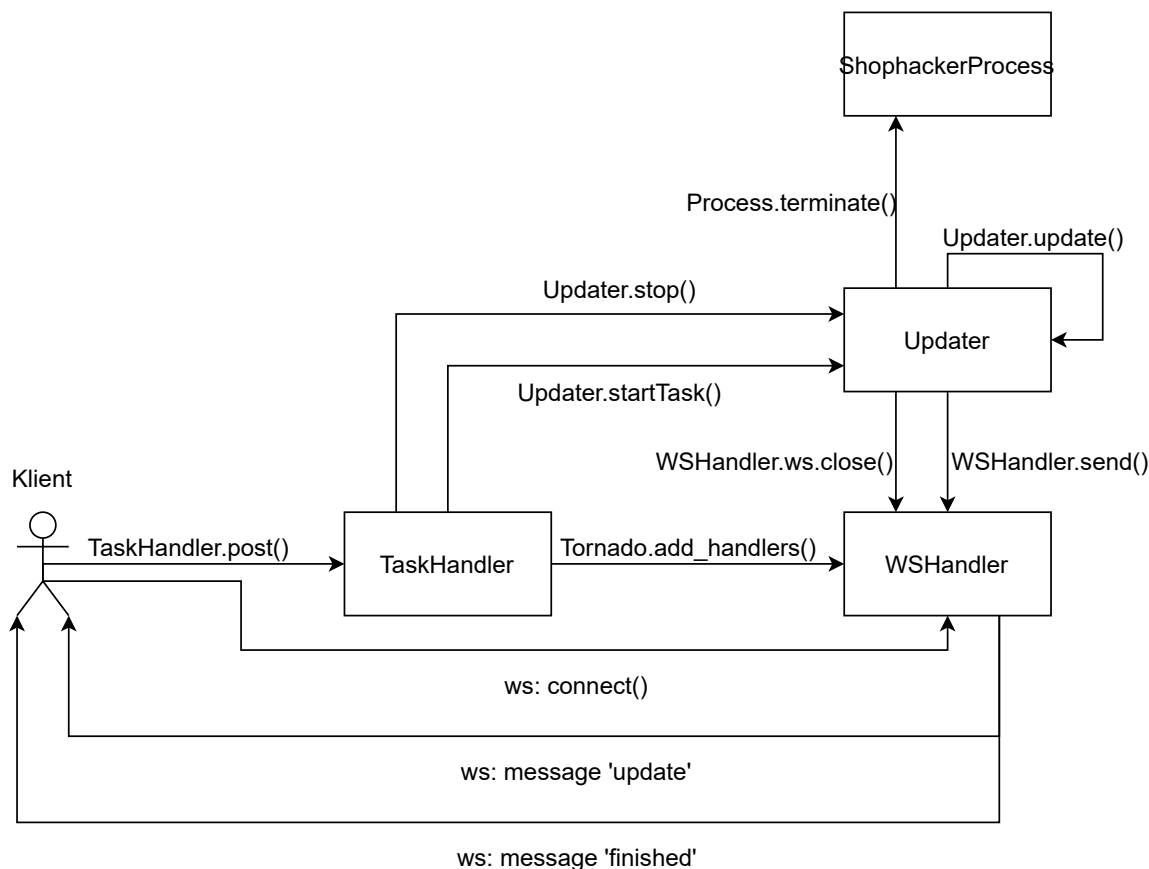 ShophackerProcess
Process.terminate()
Updater.update()
Updater.stop()
Updater
Updater.startTask()
WSHandler.ws.close()
WSHandler.send()
Klient
TaskHandler.post()
TaskHandler
Tornado.add_handlers()
WSHandler
ws: connect()
ws: message 'update'
ws: message 'finished'